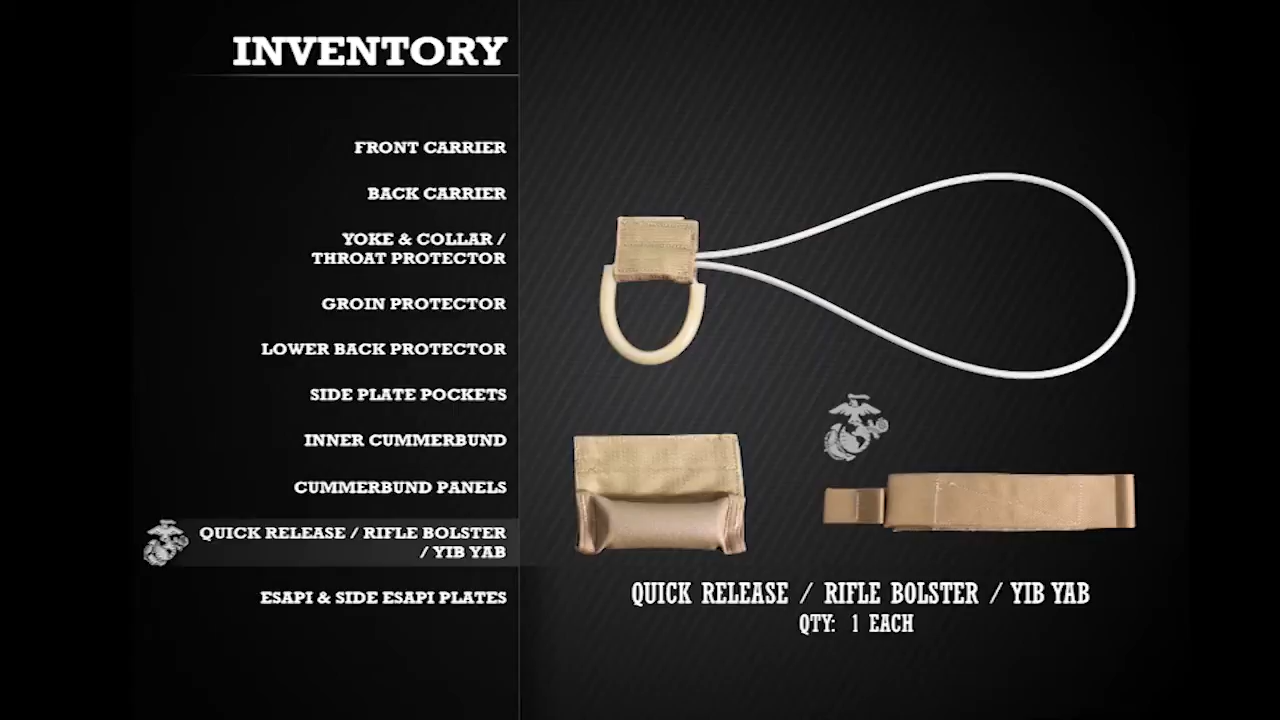 INVENTORY
FRONT CARRIER
BACK CARRIER
YOKE & COLLAR /
THROAT PROTECTOR
GROIN PROTECTOR
LOWER BACK PROTECTOR
SIDE PLATE POCKETS
INNER CUMMERBUND
CUMMERBUND PANELS
QUICK RELEASE / RIFLE BOLSTER
/ YIB YAB
ESAPI & SIDE ESAPI PLATES
QUICK RELEASE / RIFLE BOLSTER / YIB YAB
QTY: 1 EACH